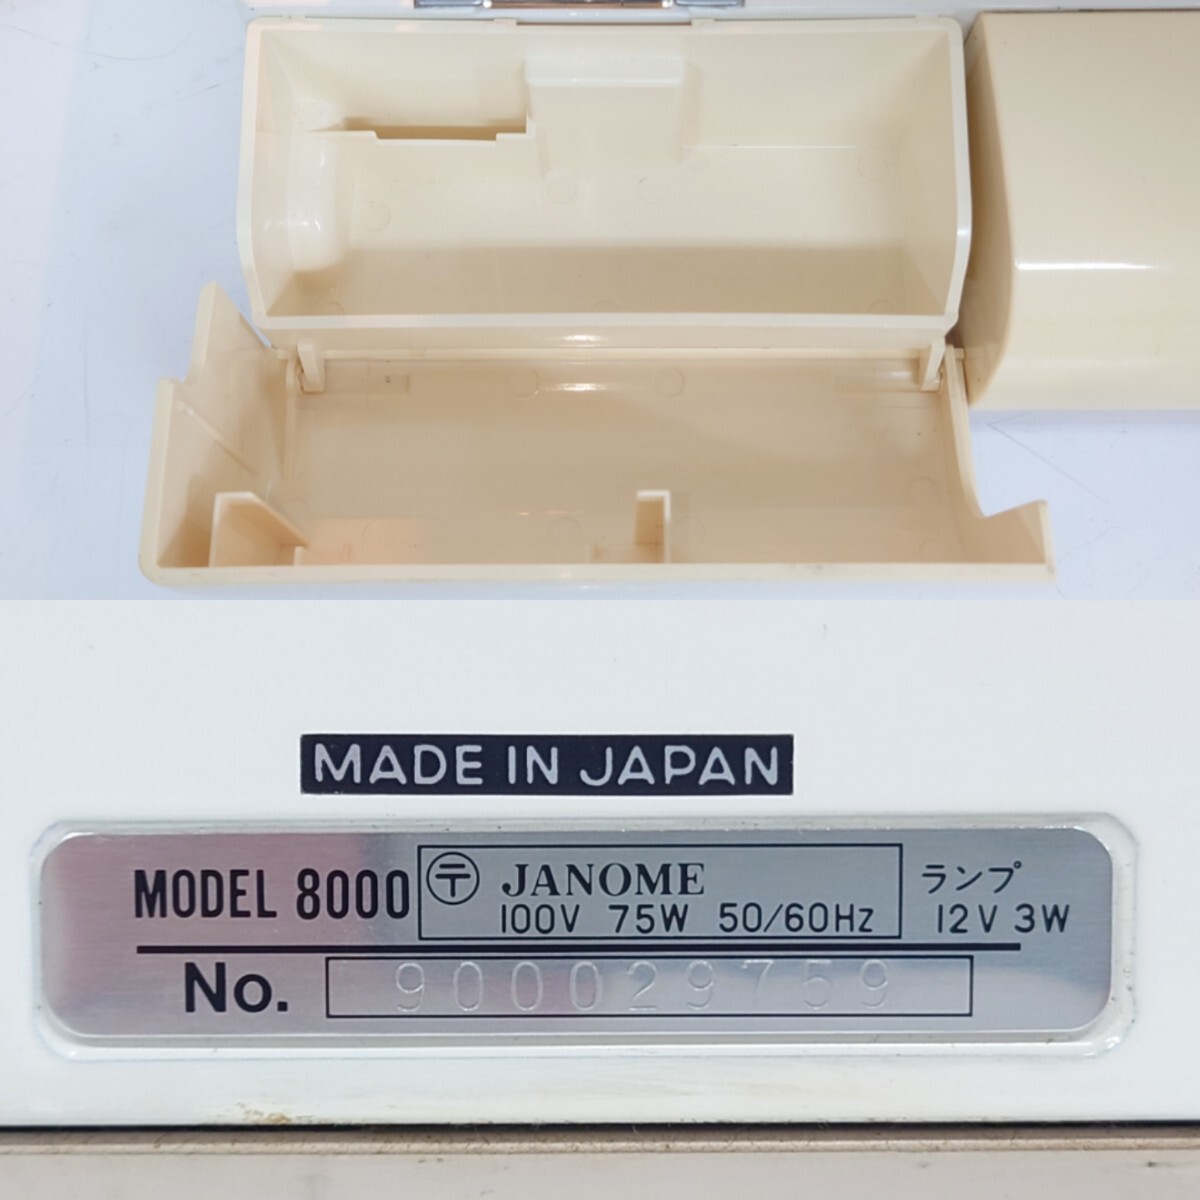 MADE IN JAPAN
MODEL 8000 〶 JANOME ランプ
100V 75W 50/60Hz 12V 3W
No. 900029759